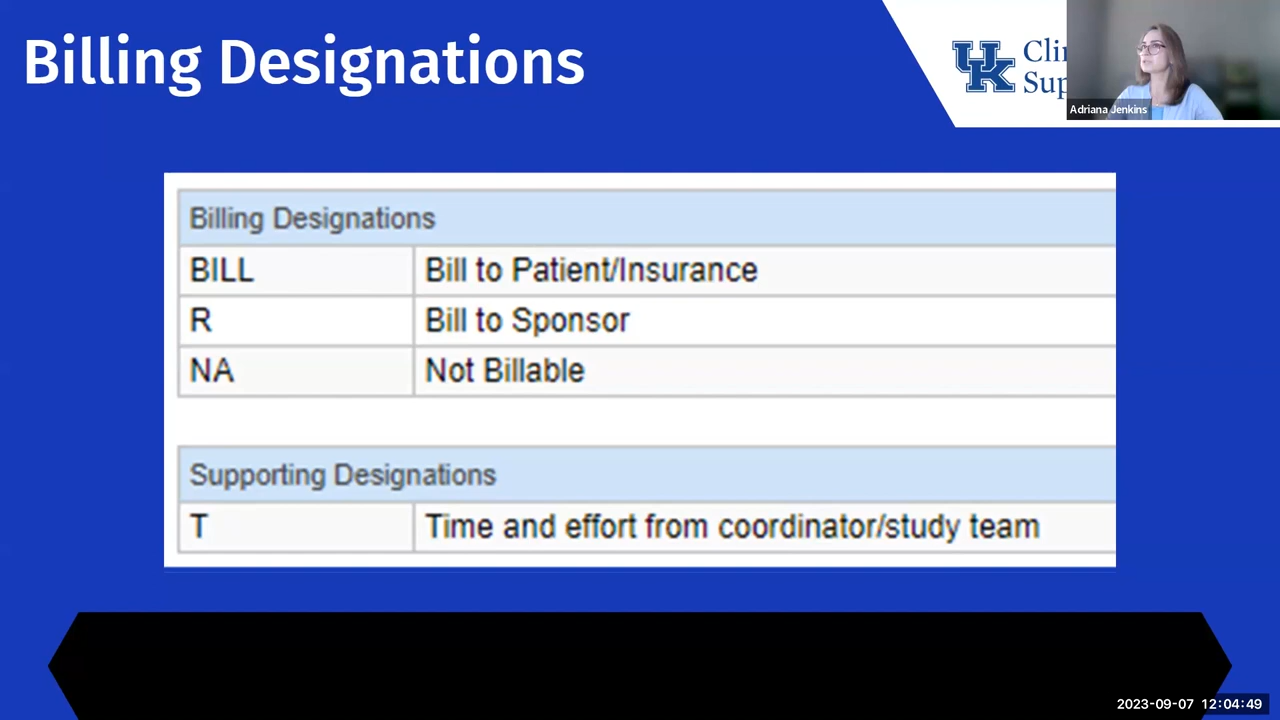 Billing Designations
UK
Adriana Jenkins
Billing Designations
BILL Bill to Patient/Insurance
R Bill to Sponsor
NA Not Billable
Supporting Designations
T Time and effort from coordinator/study team
2023-09-07 12:04:49